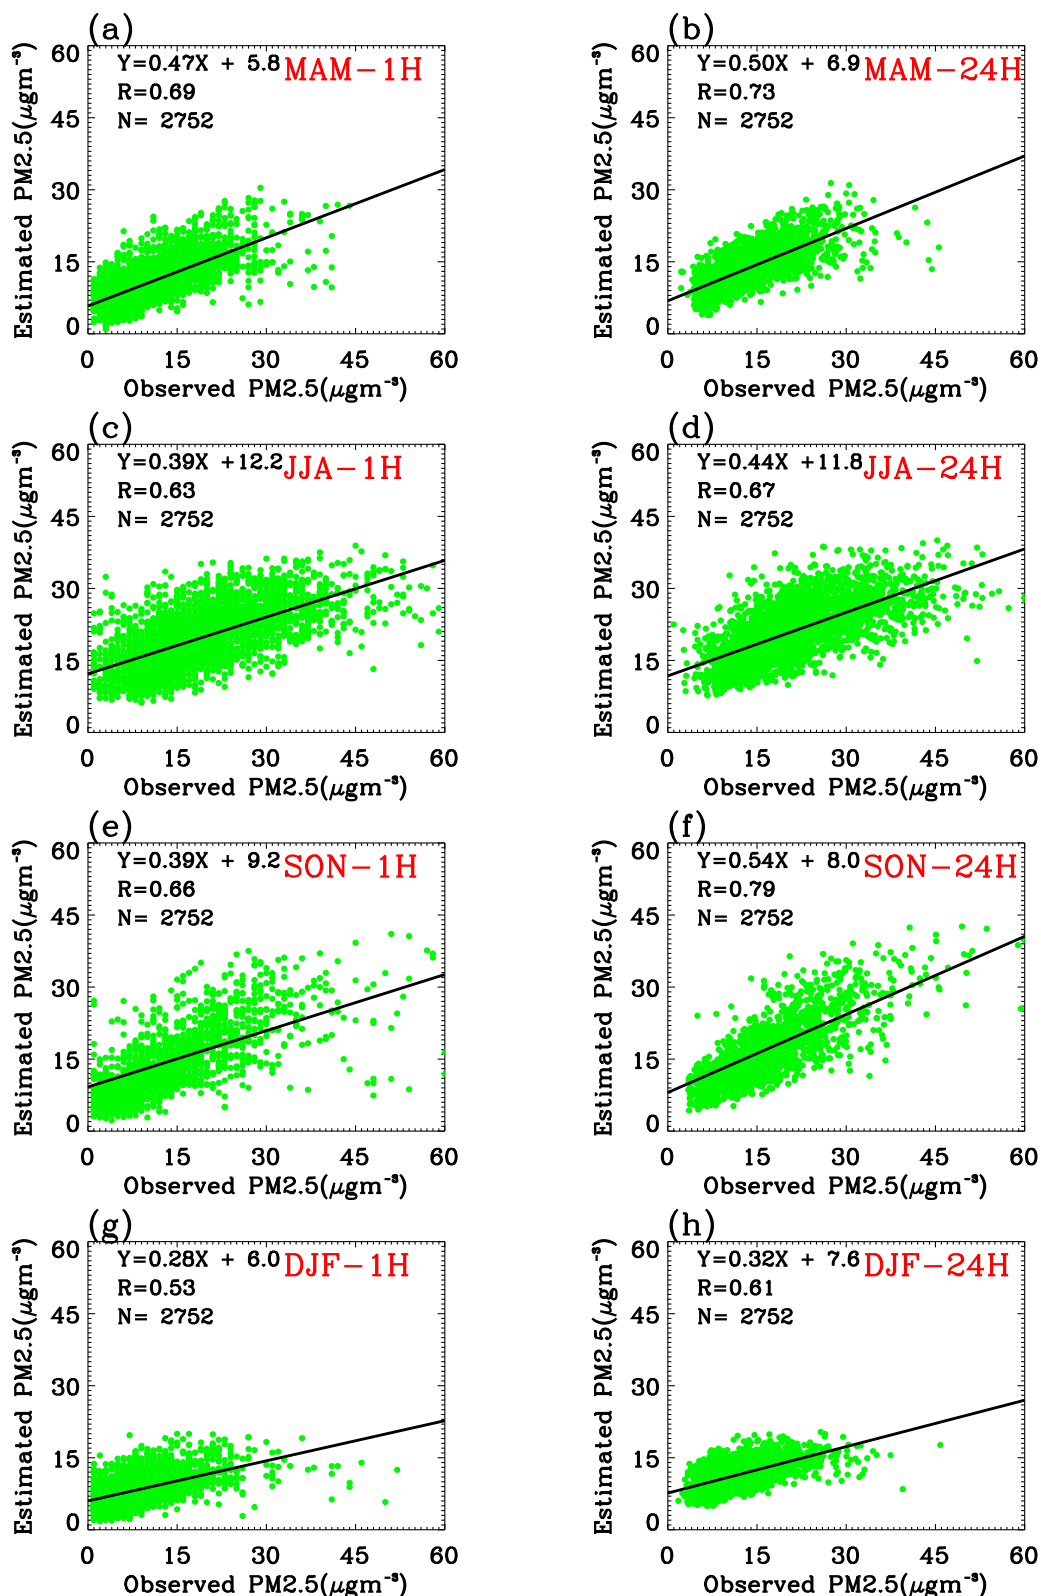 (a)
Y=0.47X + 5.8 MAM-1H
R=0.69
N= 2752
60
45
30
15
0
Estimated PM2.5(μgm⁻³)
0 15 30 45 60
Observed PM2.5(μgm⁻³)
(b)
Y=0.50X + 6.9 MAM-24H
R=0.73
N= 2752
60
45
30
15
0
Estimated PM2.5(μgm⁻³)
0 15 30 45 60
Observed PM2.5(μgm⁻³)
(c)
Y=0.39X +12.2 JJA-1H
R=0.63
N= 2752
60
45
30
15
0
Estimated PM2.5(μgm⁻³)
0 15 30 45 60
Observed PM2.5(μgm⁻³)
(d)
Y=0.44X +11.8 JJA-24H
R=0.67
N= 2752
60
45
30
15
0
Estimated PM2.5(μgm⁻³)
0 15 30 45 60
Observed PM2.5(μgm⁻³)
(e)
Y=0.39X + 9.2 SON-1H
R=0.66
N= 2752
60
45
30
15
0
Estimated PM2.5(μgm⁻³)
0 15 30 45 60
Observed PM2.5(μgm⁻³)
(f)
Y=0.54X + 8.0 SON-24H
R=0.79
N= 2752
60
45
30
15
0
Estimated PM2.5(μgm⁻³)
0 15 30 45 60
Observed PM2.5(μgm⁻³)
(g)
Y=0.28X + 6.0 DJF-1H
R=0.53
N= 2752
60
45
30
15
0
Estimated PM2.5(μgm⁻³)
0 15 30 45 60
Observed PM2.5(μgm⁻³)
(h)
Y=0.32X + 7.6 DJF-24H
R=0.61
N= 2752
60
45
30
15
0
Estimated PM2.5(μgm⁻³)
0 15 30 45 60
Observed PM2.5(μgm⁻³)